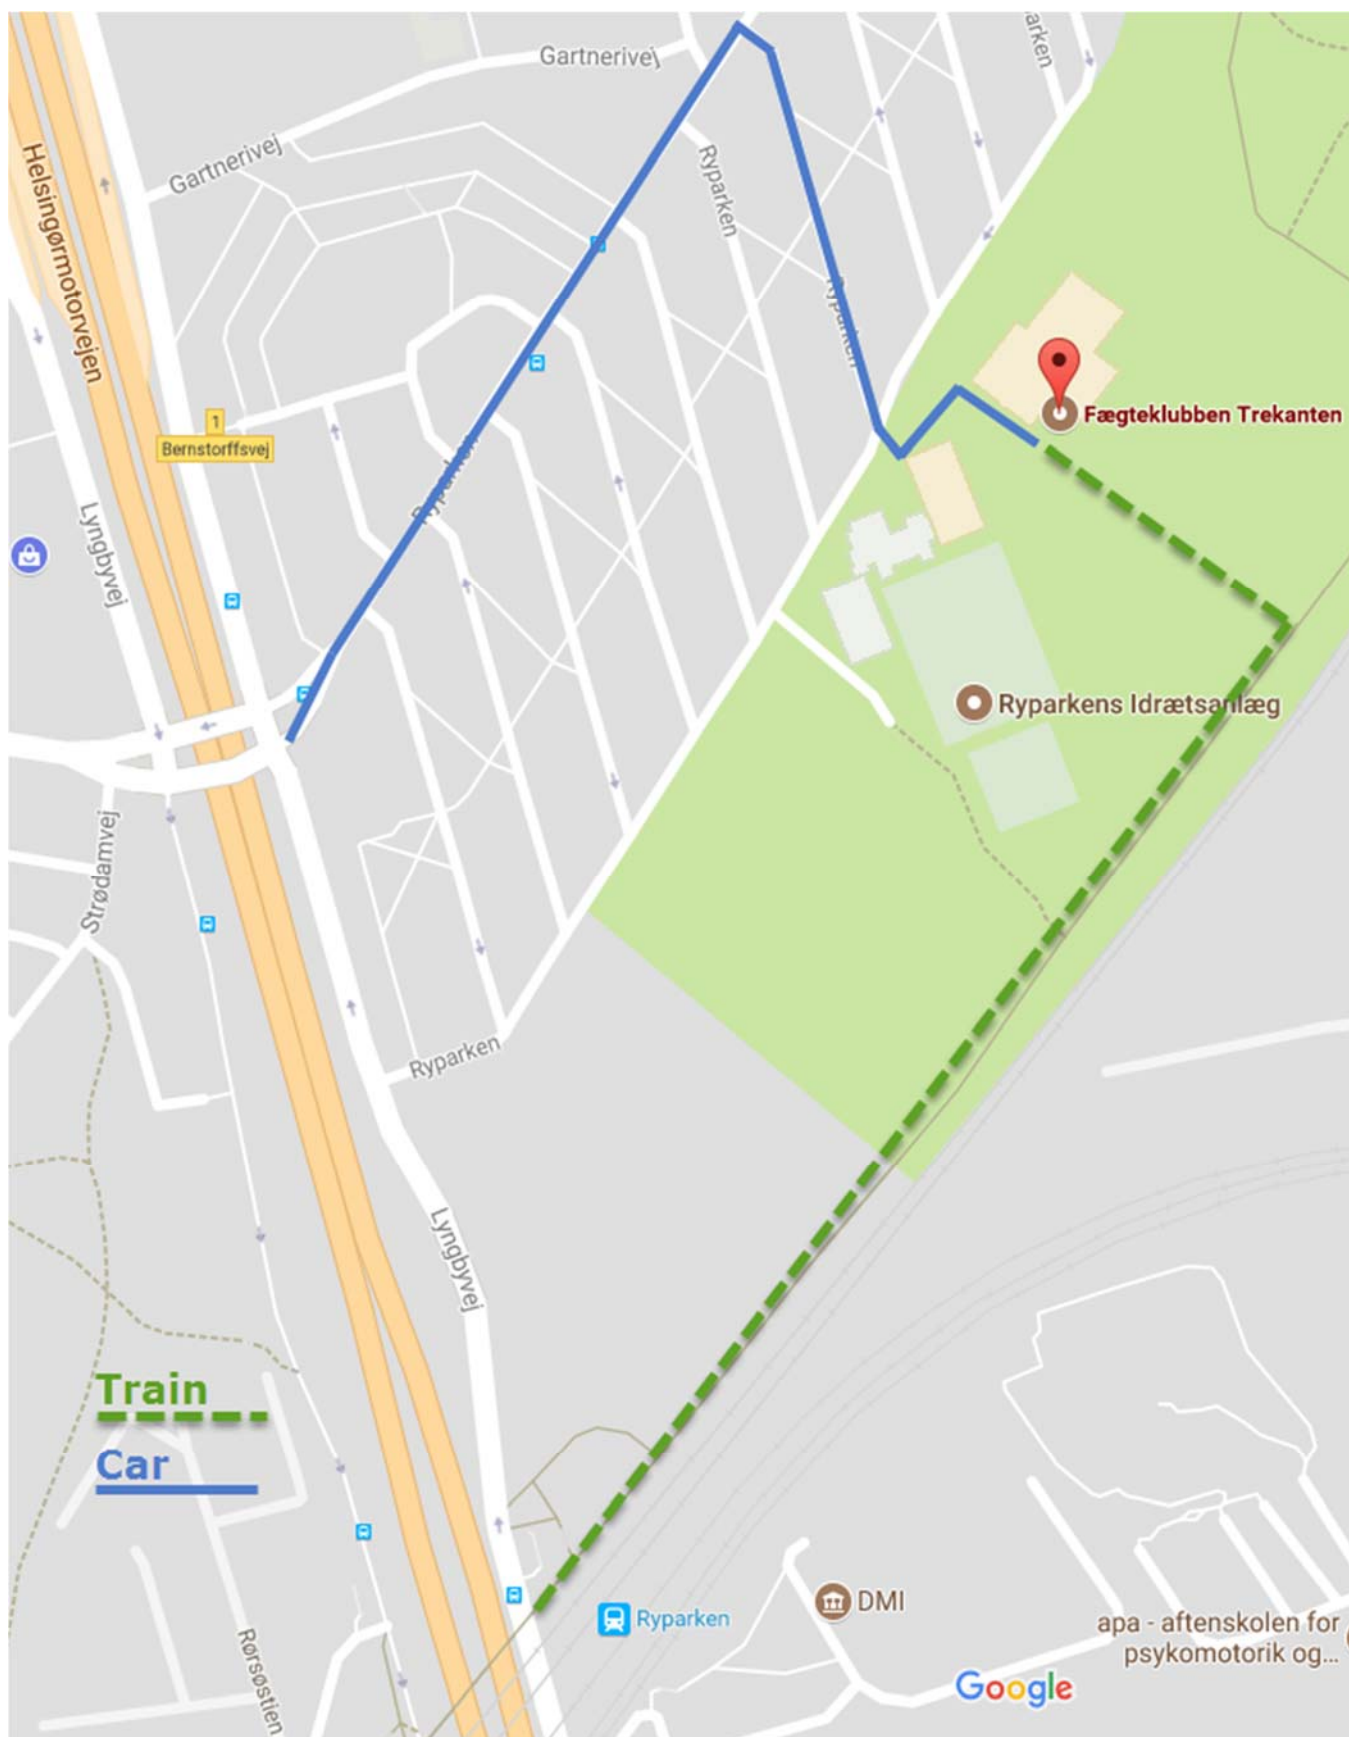 arken
Gartnerivej
Gartnerivej
Helsingørmotorvejen
Ryparken
Ryparken
Fægteklubben Trekanten
1
Bernstorffsvej
Ryparken
Lyngbyvej
Ryparkens Idrætsanlæg
Strødamvej
Ryparken
Lyngbyvej
Train
Car
Ryparken
DMI
apa - aftenskolen for
psykomotorik og...
Rørsøstien
Google